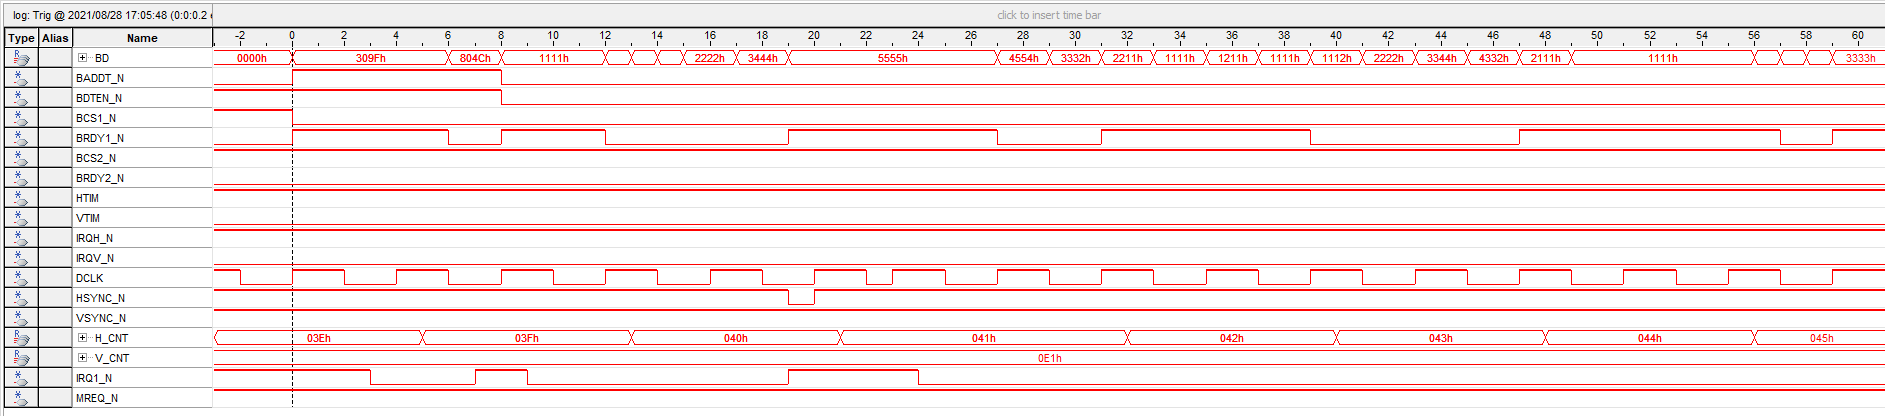 log: Trig @ 2021/08/28 17:05:48 (0:0:0.2 click to insert time bar
Type Alias Name -2 0 2 4 6 8 10 12 14 16 18 20 22 24 26 28 30 32 34 36 38 40 42 44 46 48 50 52 54 56 58 60
BD 0000h 309Fh 804Ch 1111h 2222h 3444h 5555h 4554h 3332h 2211h 1111h 1211h 1111h 1112h 2222h 3344h 4332h 2111h 1111h 3333h
BADDT_N
BDTEN_N
BCS1_N
BRDY1_N
BCS2_N
BRDY2_N
HTIM
VTIM
IRQH_N
IRQV_N
DCLK
HSYNC_N
VSYNC_N
H_CNT 03Eh 03Fh 040h 041h 042h 043h 044h 045h
V_CNT 0E1h
IRQ1_N
MREQ_N